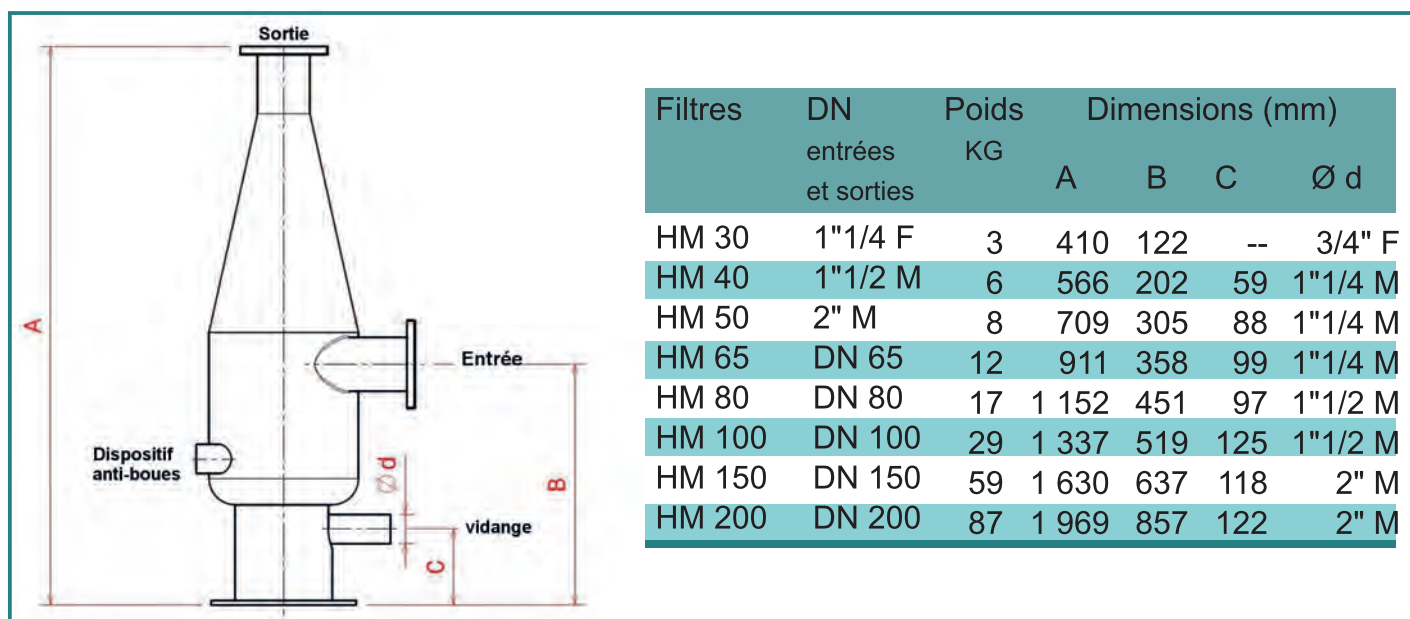 Sortie
A
Entrée
Dispositif
anti-boues
Ø d
B
vidange
C
Filtres DN Poids Dimensions (mm)
entrées KG
et sorties A B C Ø d
HM 30 1"1/4 F 3 410 122 -- 3/4" F
HM 40 1"1/2 M 6 566 202 59 1"1/4 M
HM 50 2" M 8 709 305 88 1"1/4 M
HM 65 DN 65 12 911 358 99 1"1/4 M
HM 80 DN 80 17 1 152 451 97 1"1/2 M
HM 100 DN 100 29 1 337 519 125 1"1/2 M
HM 150 DN 150 59 1 630 637 118 2" M
HM 200 DN 200 87 1 969 857 122 2" M